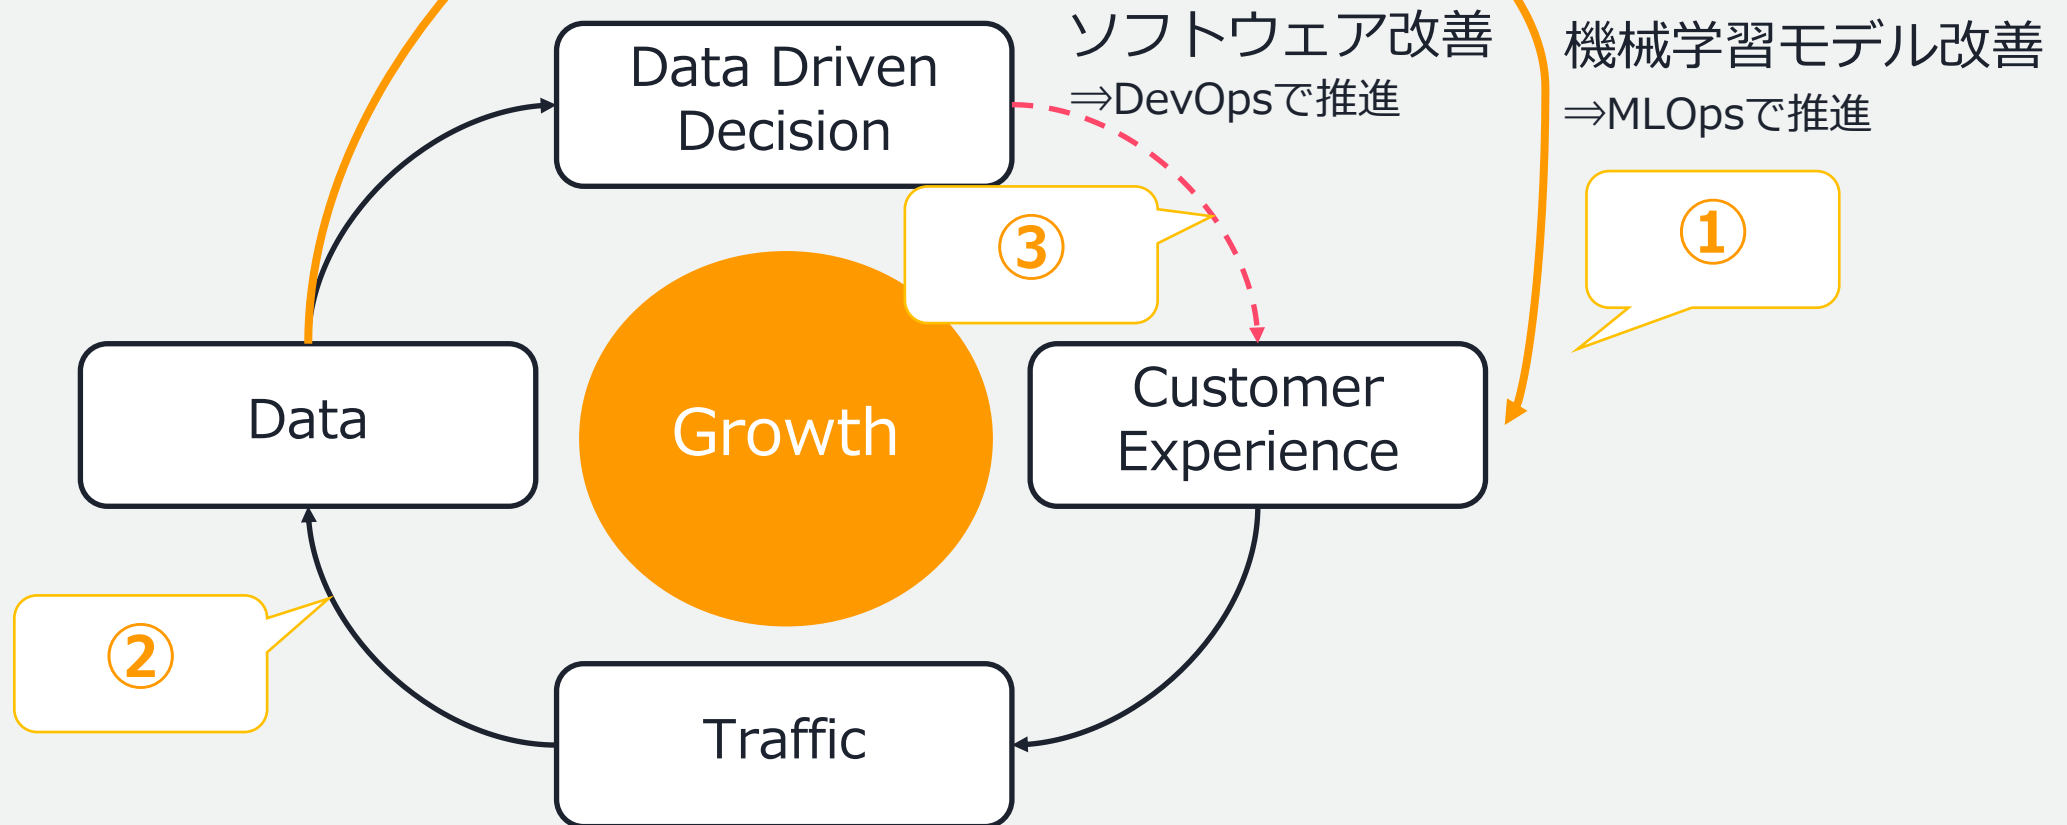 Data Driven
Decision
ソフトウェア改善
⇒DevOpsで推進
機械学習モデル改善
⇒MLOpsで推進
①
③
Data
Growth
Customer
Experience
②
Traffic